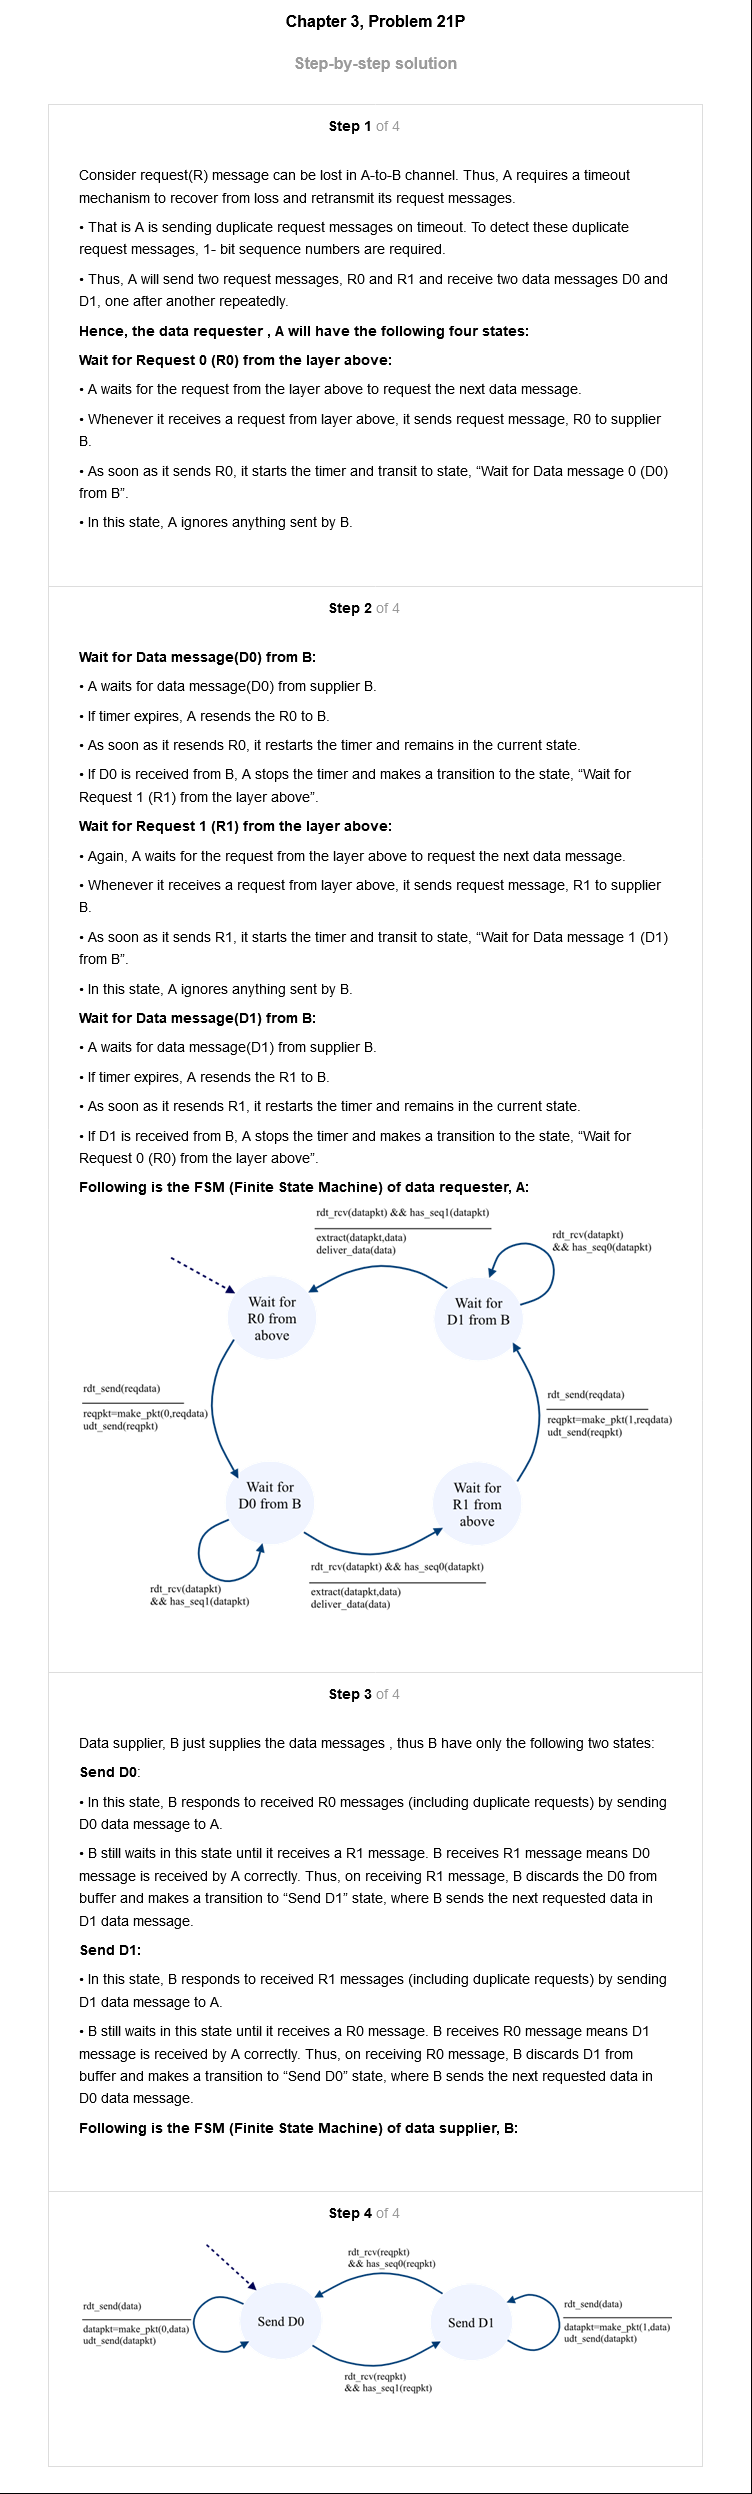 Chapter 3, Problem 21P
Step-by-step solution
Step 1 of 4
Consider request(R) message can be lost in A-to-B channel. Thus, A requires a timeout
mechanism to recover from loss and retransmit its request messages.
• That is A is sending duplicate request messages on timeout. To detect these duplicate
request messages, 1- bit sequence numbers are required.
• Thus, A will send two request messages, R0 and R1 and receive two data messages D0 and
D1, one after another repeatedly.
Hence, the data requester , A will have the following four states:
Wait for Request 0 (R0) from the layer above:
• A waits for the request from the layer above to request the next data message.
• Whenever it receives a request from layer above, it sends request message, R0 to supplier
B.
• As soon as it sends R0, it starts the timer and transit to state, “Wait for Data message 0 (D0)
from B”.
• In this state, A ignores anything sent by B.
Step 2 of 4
Wait for Data message(D0) from B:
• A waits for data message(D0) from supplier B.
• If timer expires, A resends the R0 to B.
• As soon as it resends R0, it restarts the timer and remains in the current state.
• If D0 is received from B, A stops the timer and makes a transition to the state, “Wait for
Request 1 (R1) from the layer above”.
Wait for Request 1 (R1) from the layer above:
• Again, A waits for the request from the layer above to request the next data message.
• Whenever it receives a request from layer above, it sends request message, R1 to supplier
B.
• As soon as it sends R1, it starts the timer and transit to state, “Wait for Data message 1 (D1)
from B”.
• In this state, A ignores anything sent by B.
Wait for Data message(D1) from B:
• A waits for data message(D1) from supplier B.
• If timer expires, A resends the R1 to B.
• As soon as it resends R1, it restarts the timer and remains in the current state.
• If D1 is received from B, A stops the timer and makes a transition to the state, “Wait for
Request 0 (R0) from the layer above”.
Following is the FSM (Finite State Machine) of data requester, A:
rdt_rcv(datapkt) && has_seq1(datapkt)
extract(datapkt,data)
deliver_data(data)
rdt_rcv(datapkt)
&& has_seq0(datapkt)
Wait for
R0 from
above
Wait for
D1 from B
rdt_send(reqdata)
reqpkt=make_pkt(0,reqdata)
udt_send(reqpkt)
rdt_send(reqdata)
reqpkt=make_pkt(1,reqdata)
udt_send(reqpkt)
Wait for
D0 from B
Wait for
R1 from
above
rdt_rcv(datapkt) && has_seq0(datapkt)
extract(datapkt,data)
deliver_data(data)
rdt_rcv(datapkt)
&& has_seq1(datapkt)
Step 3 of 4
Data supplier, B just supplies the data messages , thus B have only the following two states:
Send D0:
• In this state, B responds to received R0 messages (including duplicate requests) by sending
D0 data message to A.
• B still waits in this state until it receives a R1 message. B receives R1 message means D0
message is received by A correctly. Thus, on receiving R1 message, B discards the D0 from
buffer and makes a transition to “Send D1” state, where B sends the next requested data in
D1 data message.
Send D1:
• In this state, B responds to received R1 messages (including duplicate requests) by sending
D1 data message to A.
• B still waits in this state until it receives a R0 message. B receives R0 message means D1
message is received by A correctly. Thus, on receiving R0 message, B discards D1 from
buffer and makes a transition to “Send D0” state, where B sends the next requested data in
D0 data message.
Following is the FSM (Finite State Machine) of data supplier, B:
Step 4 of 4
rdt_rcv(reqpkt)
&& has_seq0(reqpkt)
rdt_send(data)
datapkt=make_pkt(0,data)
udt_send(datapkt)
Send D0
Send D1
rdt_send(data)
datapkt=make_pkt(1,data)
udt_send(datapkt)
rdt_rcv(reqpkt)
&& has_seq1(reqpkt)